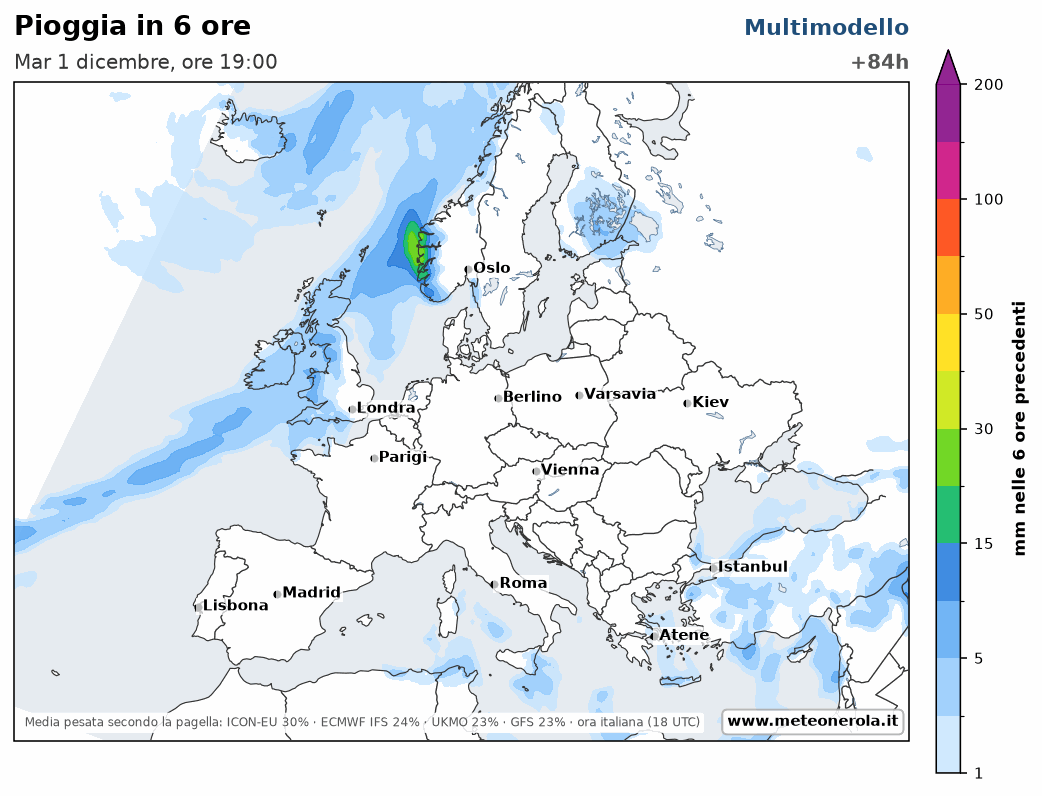 Pioggia in 6 ore
Multimodello
Mar 1 dicembre, ore 19:00
+84h
200
100
50
30
15
5
1
mm nelle 6 ore precedenti
Oslo
Berlino
Varsavia
Kiev
Londra
Parigi
Vienna
Istanbul
Roma
Madrid
Lisbona
Atene
Media pesata secondo la pagella: ICON-EU 30% · ECMWF IFS 24% · UKMO 23% · GFS 23% · ora italiana (18 UTC)
www.meteonerola.it